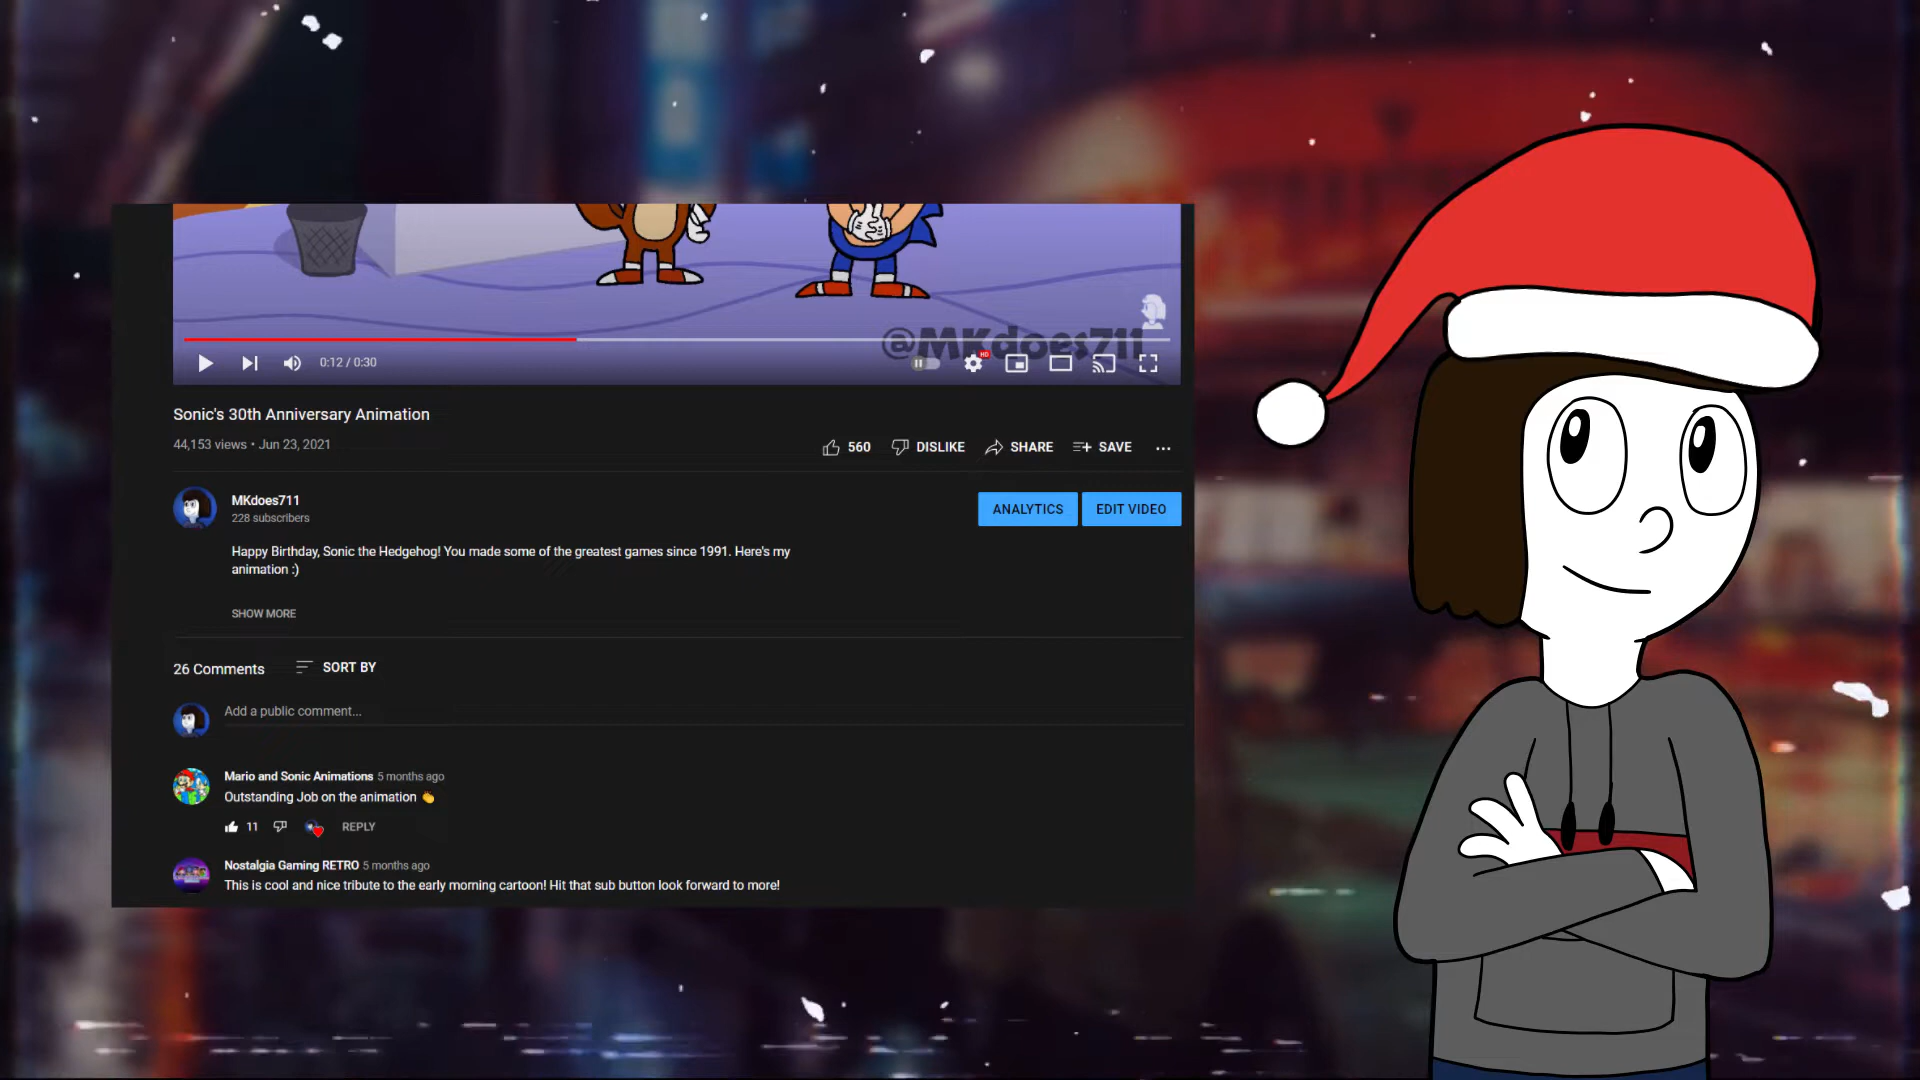 @MKdoes711
0:12 / 0:30
HD
Sonic's 30th Anniversary Animation
44,153 views • Jun 23, 2021
560 DISLIKE SHARE SAVE ...
MKdoes711
228 subscribers
ANALYTICS EDIT VIDEO
Happy Birthday, Sonic the Hedgehog! You made some of the greatest games since 1991. Here's my
animation :)
SHOW MORE
26 Comments SORT BY
Add a public comment...
Mario and Sonic Animations 5 months ago
Outstanding Job on the animation 👏
11 REPLY
Nostalgia Gaming RETRO 5 months ago
This is cool and nice tribute to the early morning cartoon! Hit that sub button look forward to more!